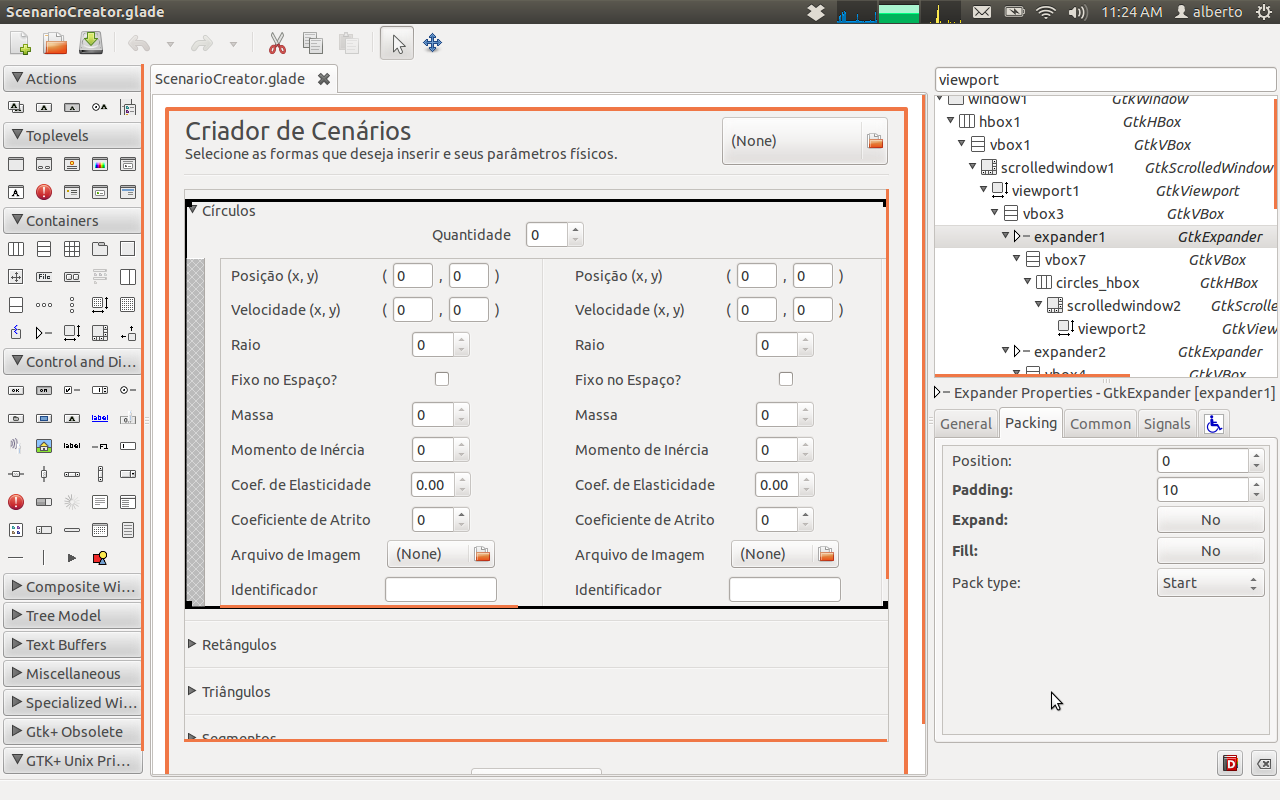 ScenarioCreator.glade
11:24 AM
alberto
Actions
Toplevels
Containers
File
Control and Di...
OK
ON
label
label
F1
Composite Wi...
Tree Model
Text Buffers
Miscellaneous
Specialized Wi...
Gtk+ Obsolete
GTK+ Unix Pri...
ScenarioCreator.glade
Criador de Cenários
Selecione as formas que deseja inserir e seus parâmetros físicos.
(None)
Círculos
Quantidade 0
Posição (x, y) ( 0 , 0 ) Posição (x, y) ( 0 , 0 )
Velocidade (x, y) ( 0 , 0 ) Velocidade (x, y) ( 0 , 0 )
Raio 0 Raio 0
Fixo no Espaço? Fixo no Espaço?
Massa 0 Massa 0
Momento de Inércia 0 Momento de Inércia 0
Coef. de Elasticidade 0.00 Coef. de Elasticidade 0.00
Coeficiente de Atrito 0 Coeficiente de Atrito 0
Arquivo de Imagem (None) Arquivo de Imagem (None)
Identificador Identificador
Retângulos
Triângulos
Segmentos
viewport
window1 GtkWindow
hbox1 GtkHBox
vbox1 GtkVBox
scrolledwindow1 GtkScrolledWindow
viewport1 GtkViewport
vbox3 GtkVBox
expander1 GtkExpander
vbox7 GtkVBox
circles_hbox GtkHBox
scrolledwindow2 GtkScrolle
viewport2 GtkView
expander2 GtkExpander
vbox4 GtkVBox
Expander Properties - GtkExpander [expander1]
General Packing Common Signals
Position: 0
Padding: 10
Expand: No
Fill: No
Pack type: Start